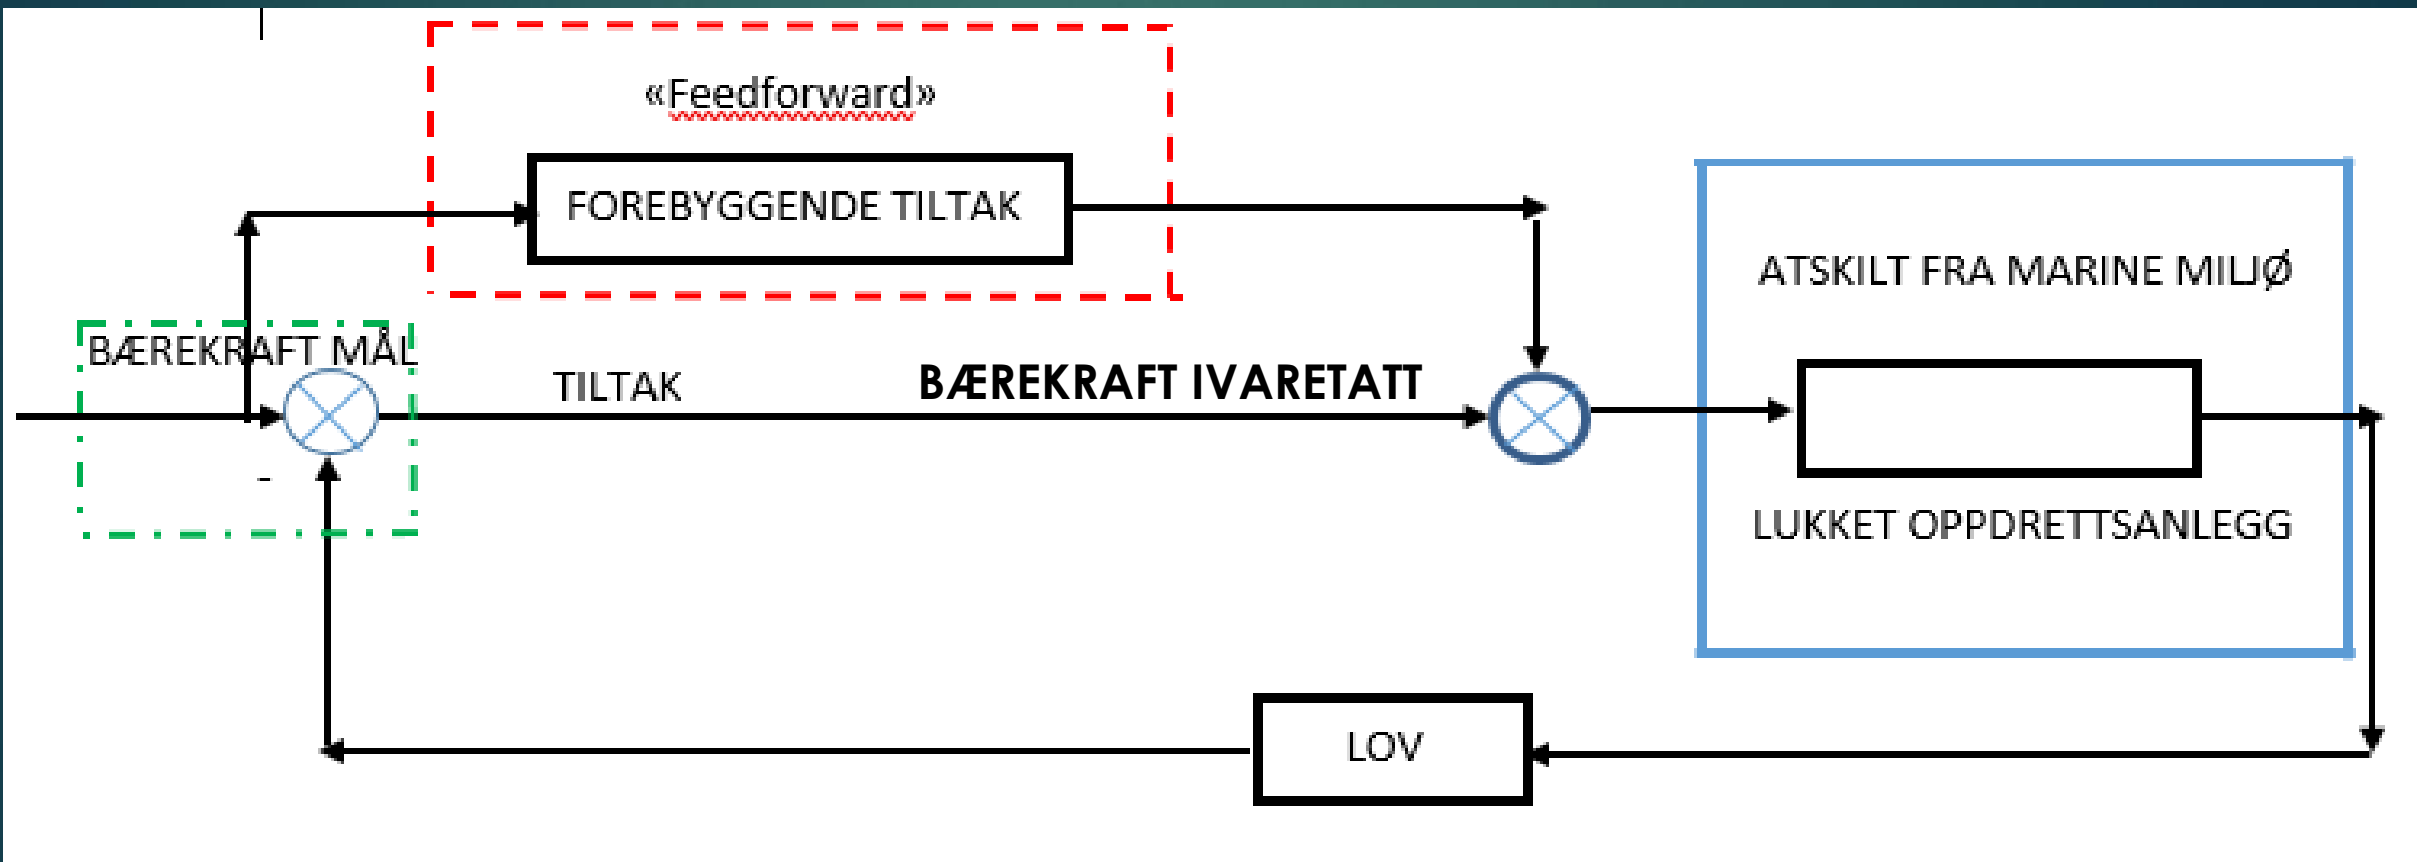 «Feedforward»
FOREBYGGENDE TILTAK
ATSKILT FRA MARINE MILJØ
BÆREKRAFT MÅL
TILTAK
BÆREKRAFT IVARETATT
-
LUKKET OPPDRETTSANLEGG
LOV